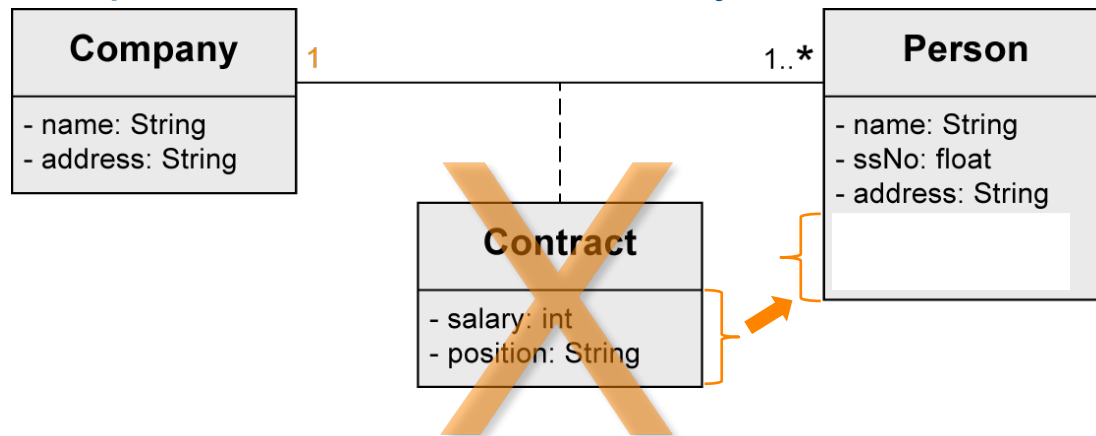 Company
1
1..*
Person
- name: String
- address: String
- name: String
- ssNo: float
- address: String
Contract
- salary: int
- position: String